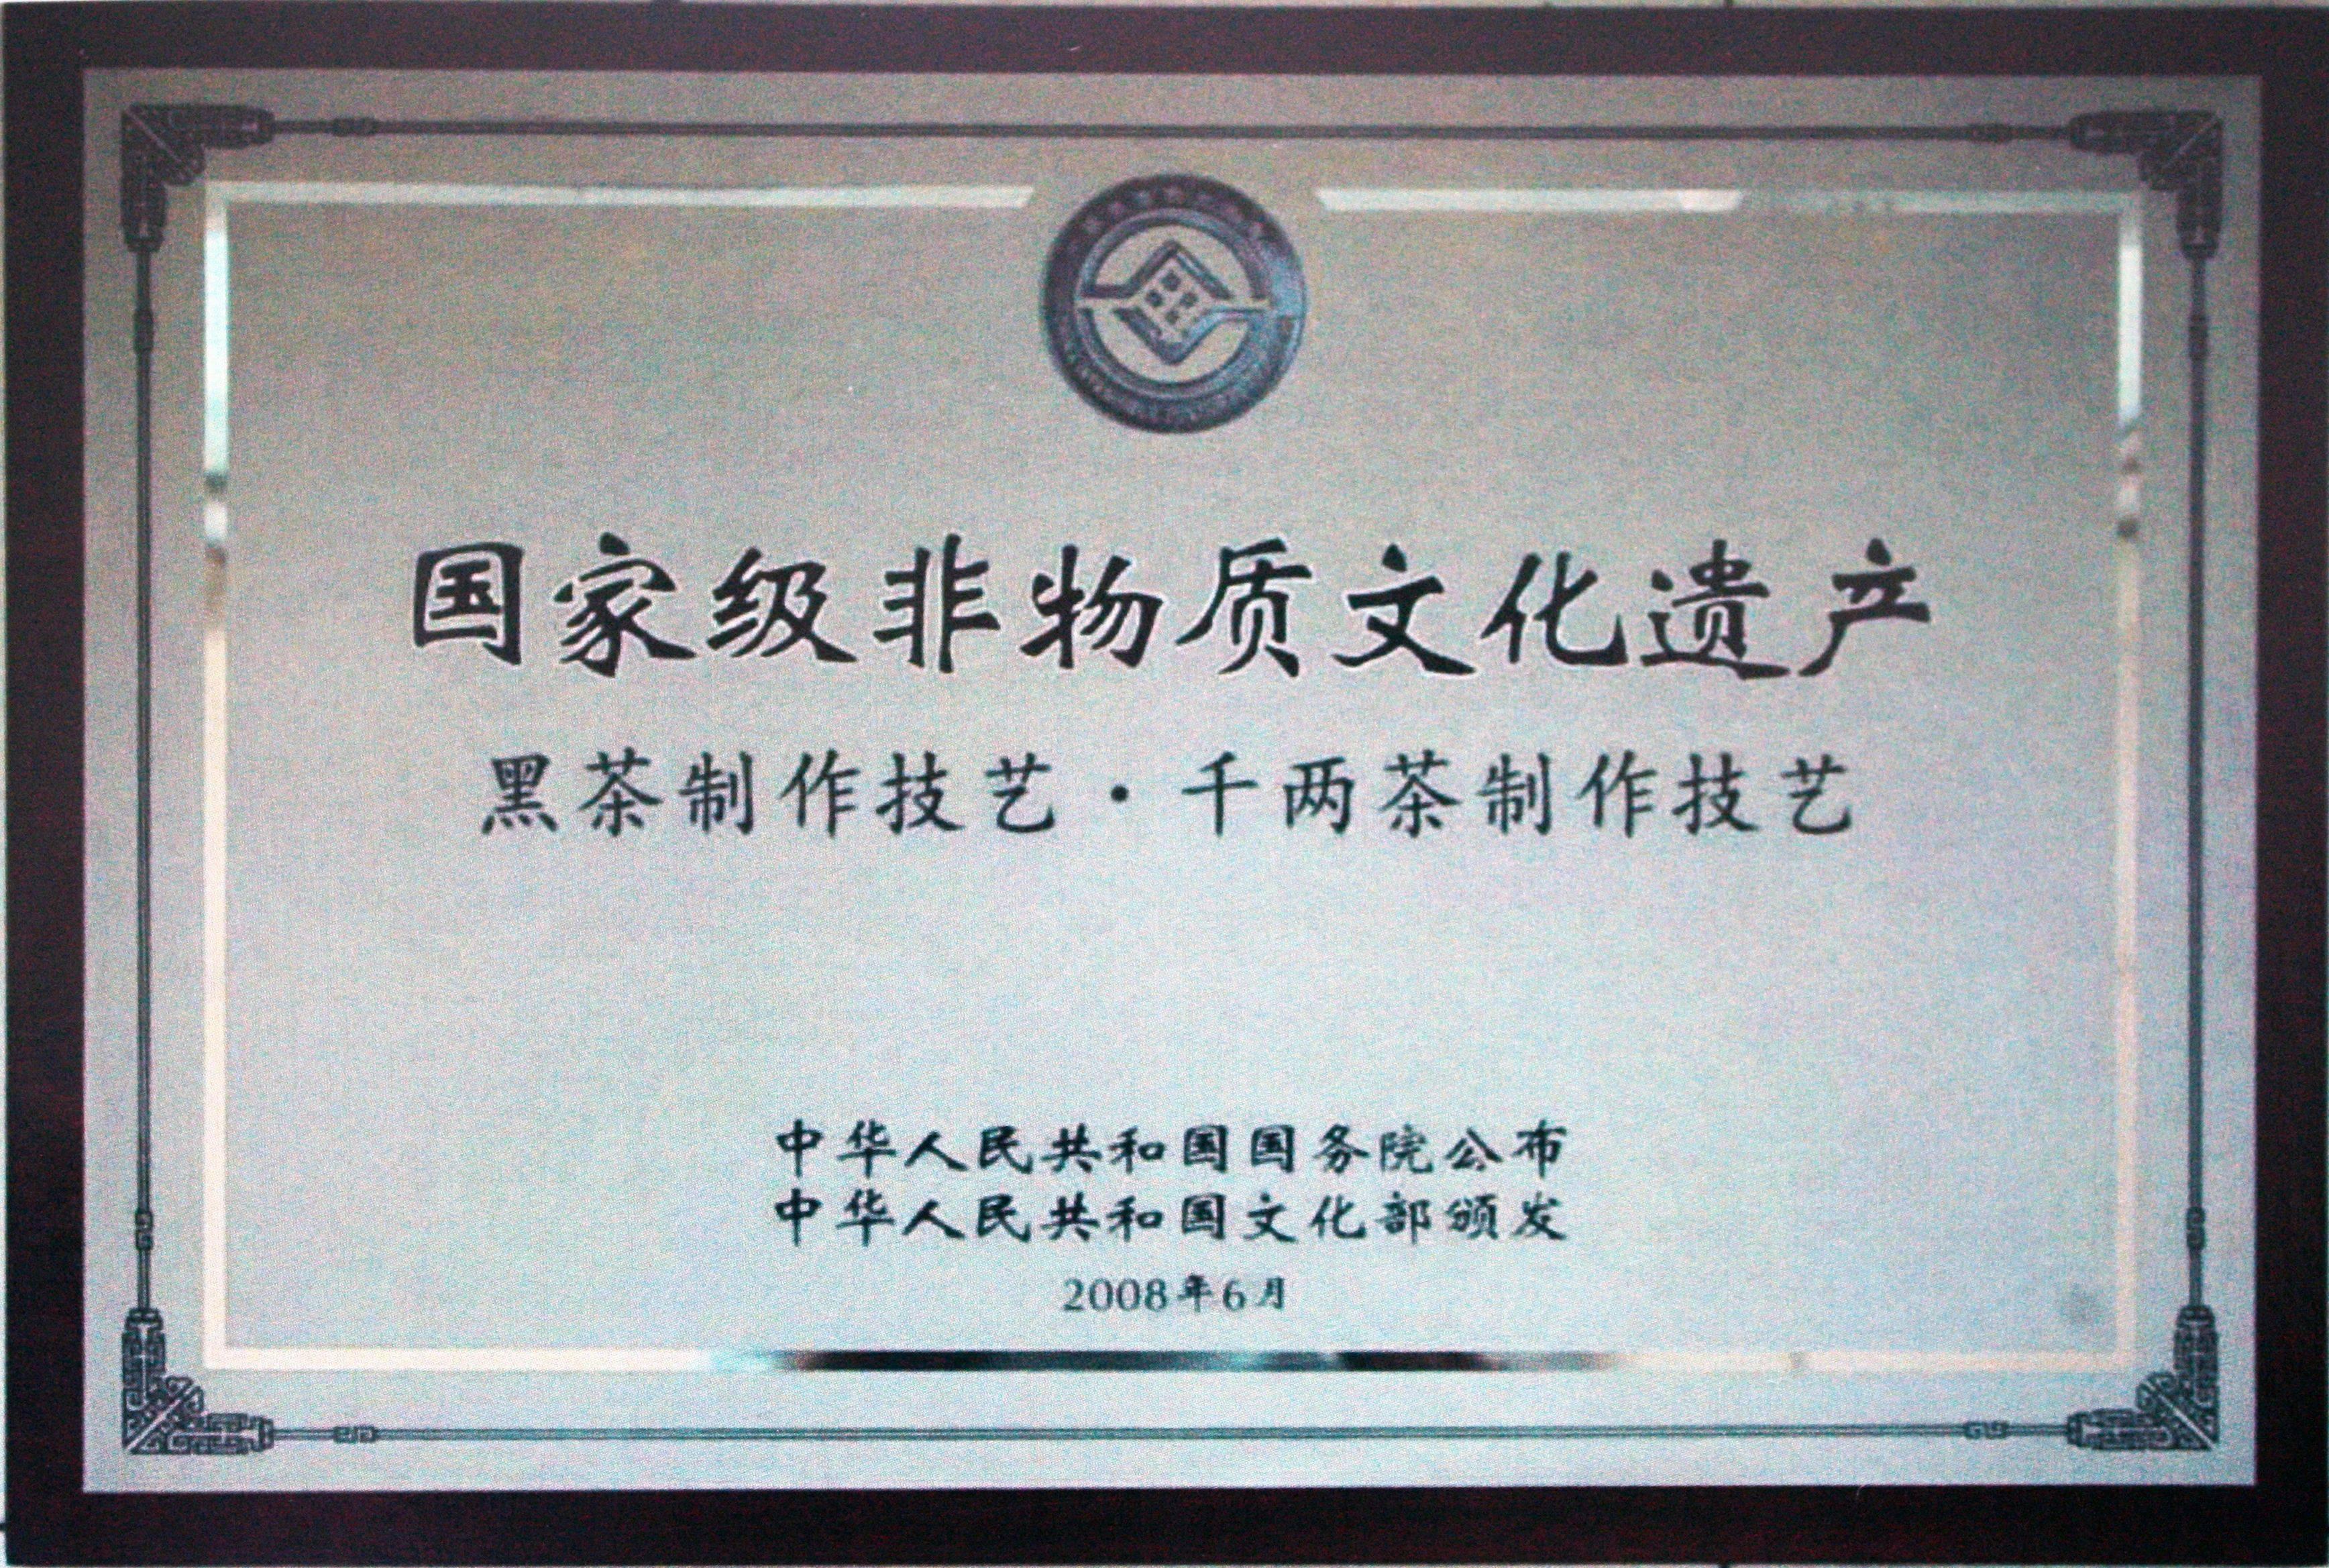 国家级非物质文化遗产
黑茶制作技艺·千两茶制作技艺
中华人民共和国国务院公布
中华人民共和国文化部颁发
2008年6月